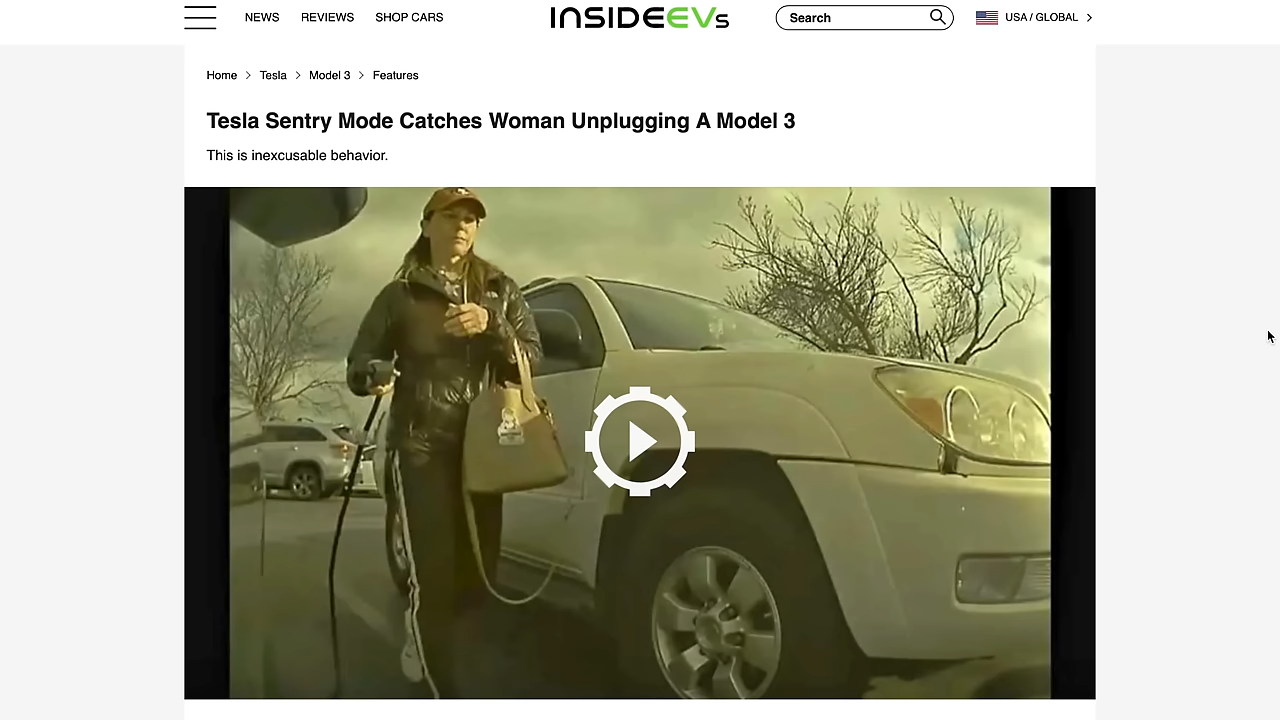 NEWS REVIEWS SHOP CARS INSIDEEVs Search USA / GLOBAL
Home Tesla Model 3 Features
Tesla Sentry Mode Catches Woman Unplugging A Model 3
This is inexcusable behavior.